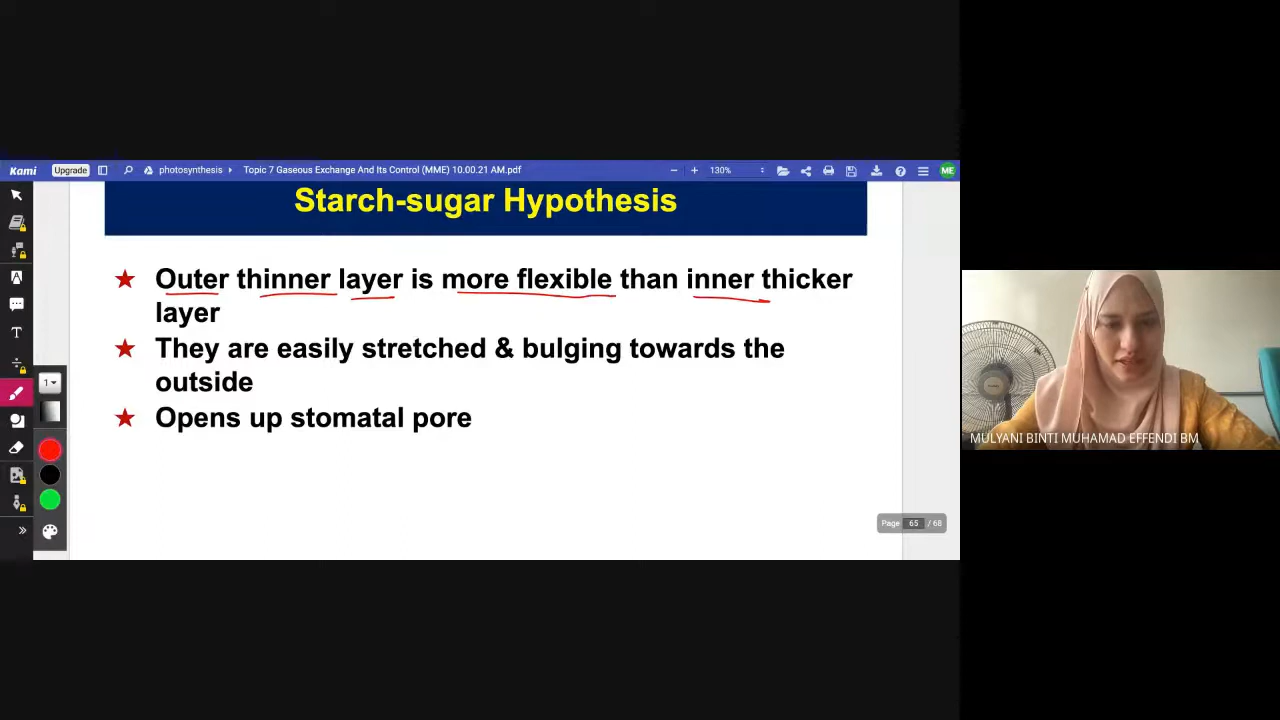 Kami Upgrade photosynthesis Topic 7 Gaseous Exchange And Its Control (MME) 10.00.21 AM.pdf 130% ME
Starch-sugar Hypothesis
Outer thinner layer is more flexible than inner thicker
layer
They are easily stretched & bulging towards the
outside
Opens up stomatal pore
1
Page 65 / 68
MULYANI BINTI MUHAMAD EFFENDI BM